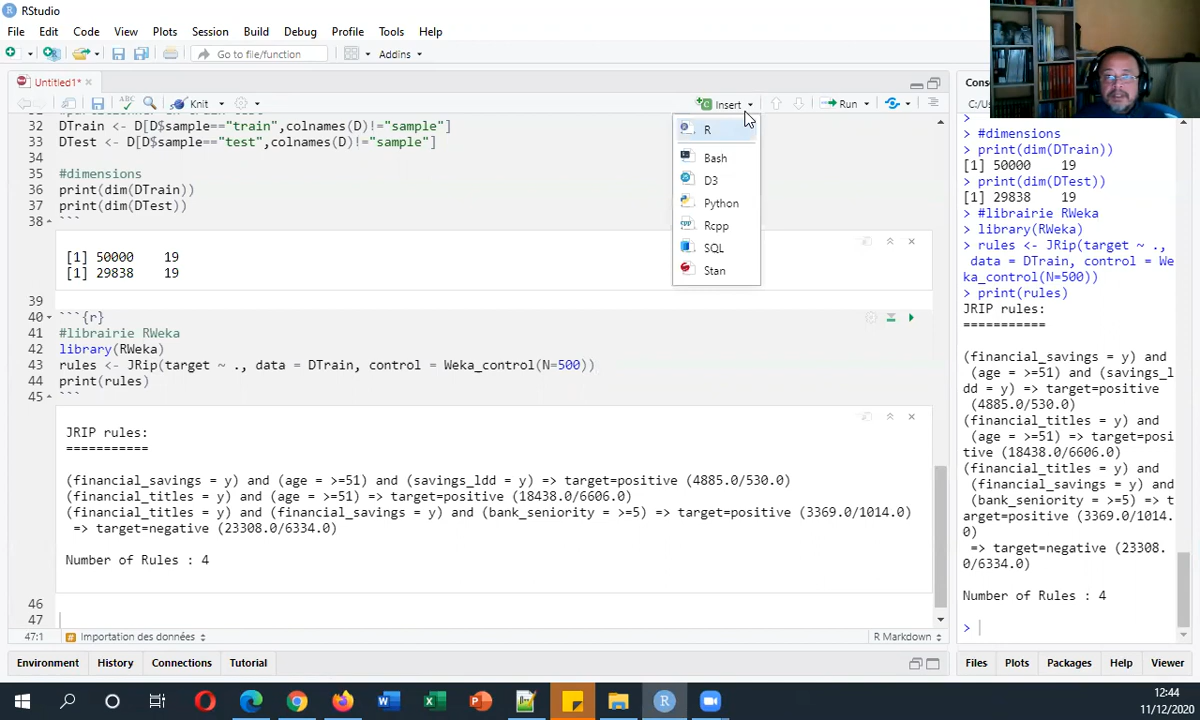 RStudio
File Edit Code View Plots Session Build Debug Profile Tools Help
Go to file/function
Addins
Untitled1*
ABC
Knit
Insert
Run
R
Bash
D3
Python
Rcpp
SQL
Stan
32 DTrain <- D[D$sample=="train",colnames(D)!="sample"]
33 DTest <- D[D$sample=="test",colnames(D)!="sample"]
34
35 #dimensions
36 print(dim(DTrain))
37 print(dim(DTest))
38 ```
[1] 50000 19
[1] 29838 19
39
40 ```{r}
41 #librairie RWeka
42 library(RWeka)
43 rules <- JRip(target ~ ., data = DTrain, control = Weka_control(N=500))
44 print(rules)
45 ```
JRIP rules:
===========
(financial_savings = y) and (age = >=51) and (savings_ldd = y) => target=positive (4885.0/530.0)
(financial_titles = y) and (age = >=51) => target=positive (18438.0/6606.0)
(financial_titles = y) and (financial_savings = y) and (bank_seniority = >=5) => target=positive (3369.0/1014.0)
=> target=negative (23308.0/6334.0)
Number of Rules : 4
46
47
47:1 Importation des données R Markdown
Environment History Connections Tutorial
Cons
C:/U
>
> #dimensions
> print(dim(DTrain))
[1] 50000 19
> print(dim(DTest))
[1] 29838 19
> #librairie RWeka
> library(RWeka)
> rules <- JRip(target ~ .,
data = DTrain, control = We
ka_control(N=500))
> print(rules)
JRIP rules:
===========
(financial_savings = y) and
(age = >=51) and (savings_l
dd = y) => target=positive
(4885.0/530.0)
(financial_titles = y) and
(age = >=51) => target=posi
tive (18438.0/6606.0)
(financial_titles = y) and
(financial_savings = y) and
(bank_seniority = >=5) => t
arget=positive (3369.0/1014.
0)
=> target=negative (23308.
0/6334.0)
Number of Rules : 4
>
Files Plots Packages Help Viewer
12:44
11/12/2020